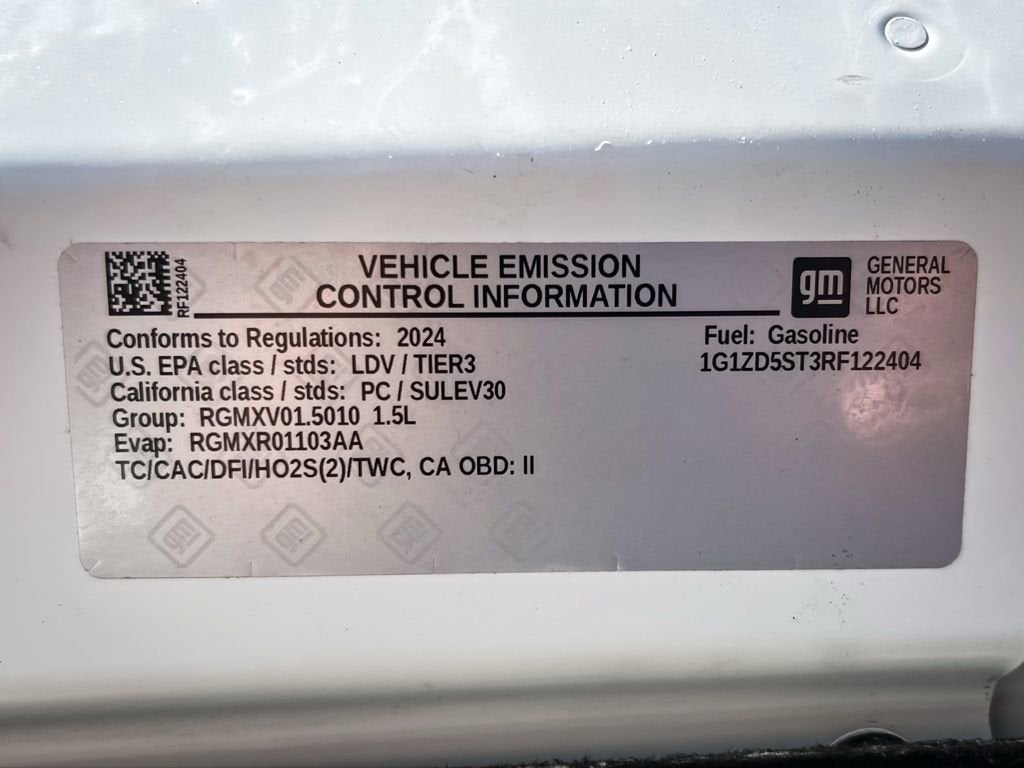 RF122404
VEHICLE EMISSION
CONTROL INFORMATION
gm
GENERAL
MOTORS
LLC
Conforms to Regulations: 2024
U.S. EPA class / stds: LDV / TIER3
California class / stds: PC / SULEV30
Group: RGMXV01.5010 1.5L
Evap: RGMXR01103AA
TC/CAC/DFI/HO2S(2)/TWC, CA OBD: II
Fuel: Gasoline
1G1ZD5ST3RF122404